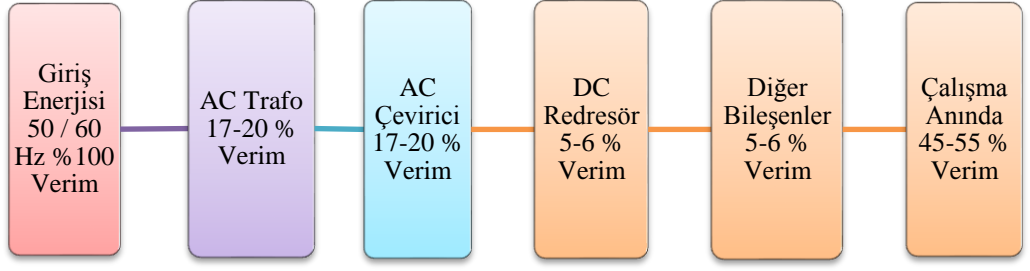 Giriş
Enerjisi
50 / 60
Hz %100
Verim
AC Trafo
17-20 %
Verim
AC
Çevirici
17-20 %
Verim
DC
Redresör
5-6 %
Verim
Diğer
Bileşenler
5-6 %
Verim
Çalışma
Anında
45-55 %
Verim